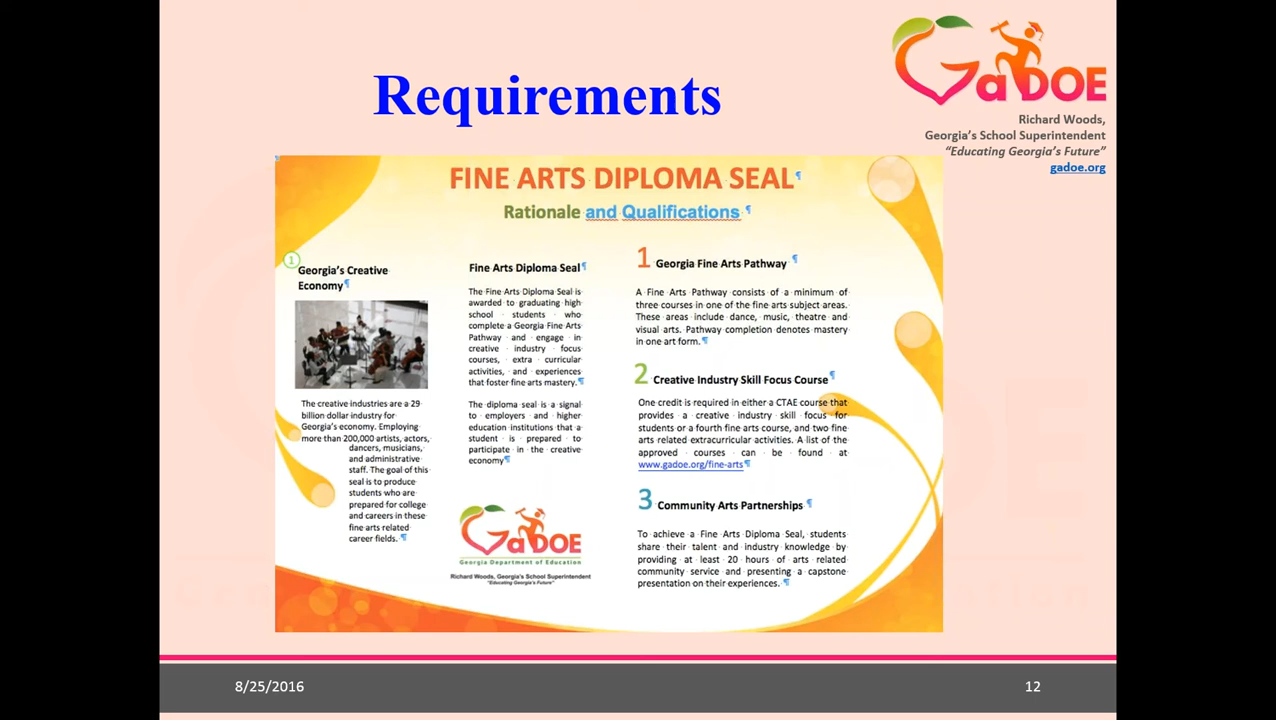 Requirements
GaDOE
Richard Woods,
Georgia's School Superintendent
“Educating Georgia's Future”
gadoe.org
FINE ARTS DIPLOMA SEAL
Rationale and Qualifications
1
Georgia's Creative
Economy
The creative industries are a 29
billion dollar industry for
Georgia's economy. Employing
more than 200,000 artists, actors,
dancers, musicians,
and administrative
staff. The goal of this
seal is to produce
students who are
prepared for college
and careers in these
fine arts related
career fields.
Fine Arts Diploma Seal
The Fine Arts Diploma Seal is
awarded to graduating high
school students who
complete a Georgia Fine Arts
Pathway and engage in
creative industry focus
courses, extra curricular
activities, and experiences
that foster fine arts mastery.
The diploma seal is a signal
to employers and higher
education institutions that a
student is prepared to
participate in the creative
economy
GaDOE
Georgia Department of Education
Richard Woods, Georgia's School Superintendent
"Educating Georgia's Future"
1 Georgia Fine Arts Pathway
A Fine Arts Pathway consists of a minimum of
three courses in one of the fine arts subject areas.
These areas include dance, music, theatre and
visual arts. Pathway completion denotes mastery
in one art form.
2 Creative Industry Skill Focus Course
One credit is required in either a CTAE course that
provides a creative industry skill focus for
students or a fourth fine arts course, and two fine
arts related extracurricular activities. A list of the
approved courses can be found at
www.gadoe.org/fine-arts
3 Community Arts Partnerships
To achieve a Fine Arts Diploma Seal, students
share their talent and industry knowledge by
providing at least 20 hours of arts related
community service and presenting a capstone
presentation on their experiences.
8/25/2016
12